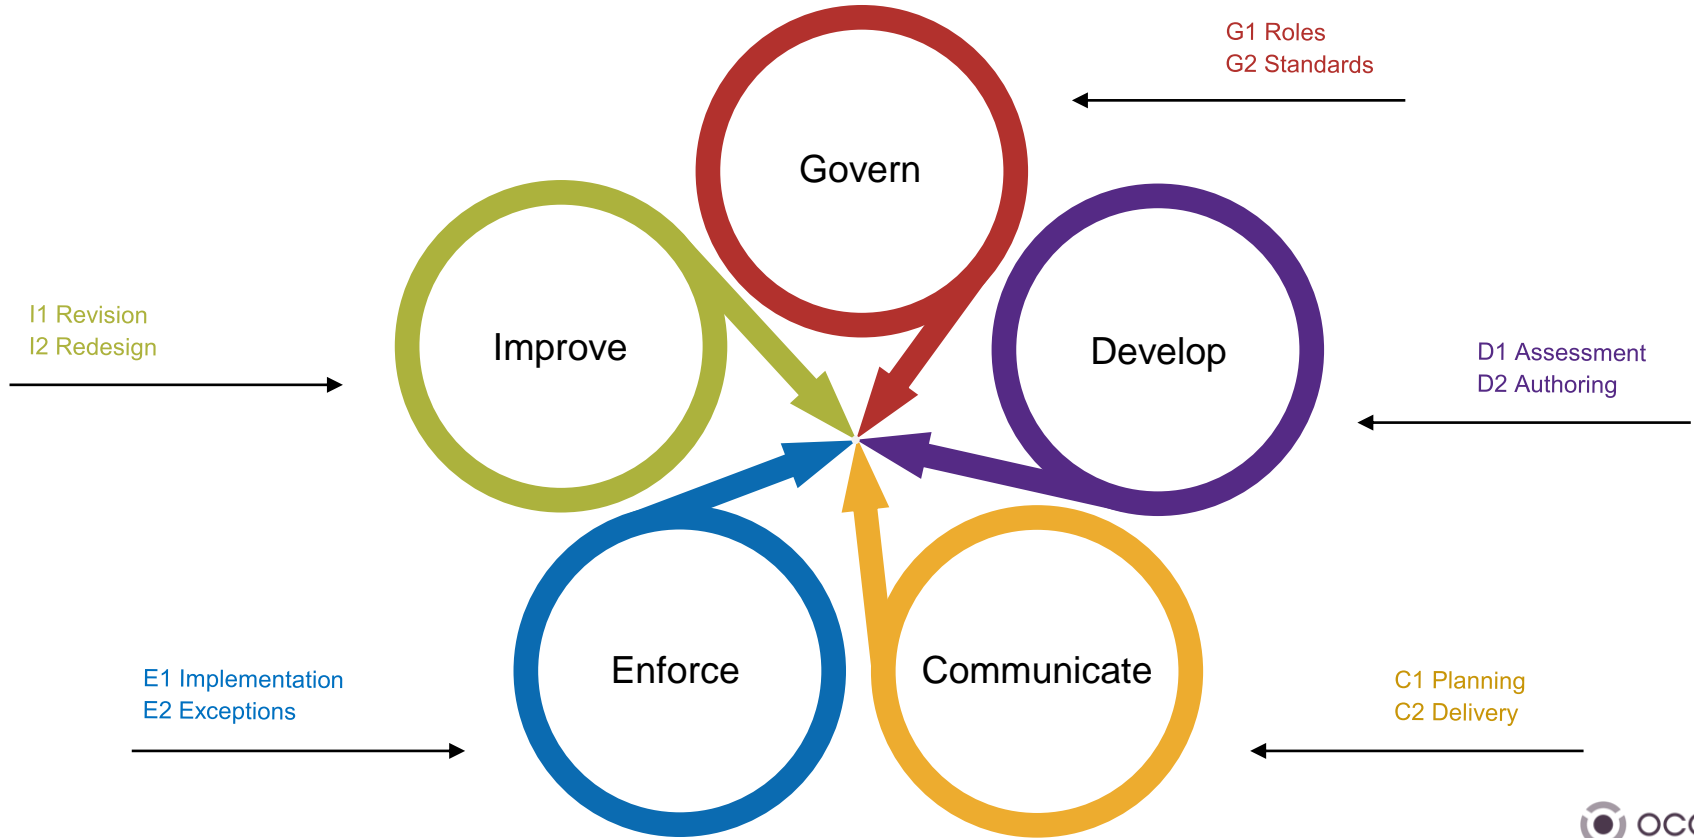 G1 Roles
G2 Standards
Govern
I1 Revision
I2 Redesign
Improve
Develop
D1 Assessment
D2 Authoring
E1 Implementation
E2 Exceptions
Enforce
Communicate
C1 Planning
C2 Delivery